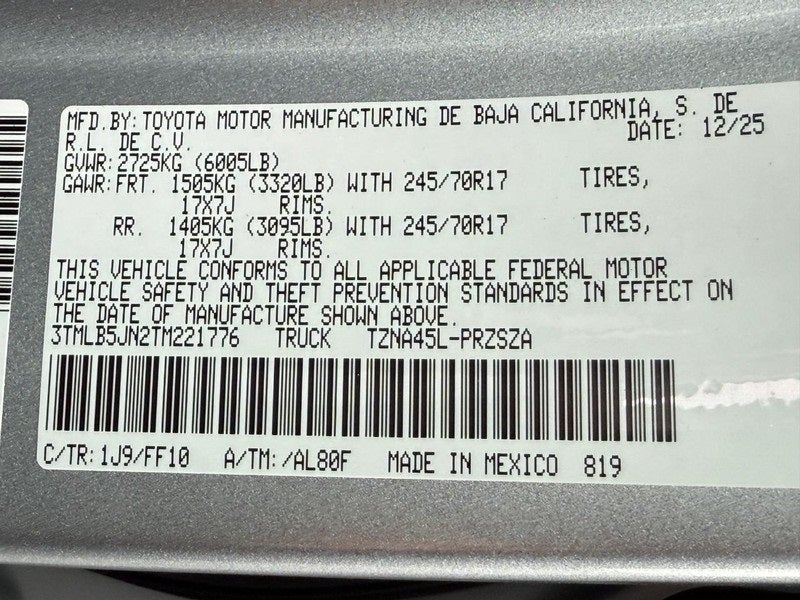 MFD.BY:TOYOTA MOTOR MANUFACTURING DE BAJA CALIFORNIA, S. DE
R.L. DE C.V. DATE: 12/25
GVWR:2725KG (6005LB)
GAWR:FRT. 1505KG (3320LB) WITH 245/70R17 TIRES,
17X7J RIMS.
RR. 1405KG (3095LB) WITH 245/70R17 TIRES,
17X7J RIMS.
THIS VEHICLE CONFORMS TO ALL APPLICABLE FEDERAL MOTOR
VEHICLE SAFETY AND THEFT PREVENTION STANDARDS IN EFFECT ON
THE DATE OF MANUFACTURE SHOWN ABOVE.
3TMLB5JN2TM221776 TRUCK TZNA45L-PRZSZA
C/TR:1J9/FF10 A/TM:/AL80F MADE IN MEXICO 819